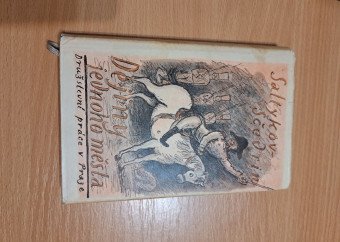 Saltykov-
Ščedrin
Dějiny
jednoho města
Družstevní práce v Praze